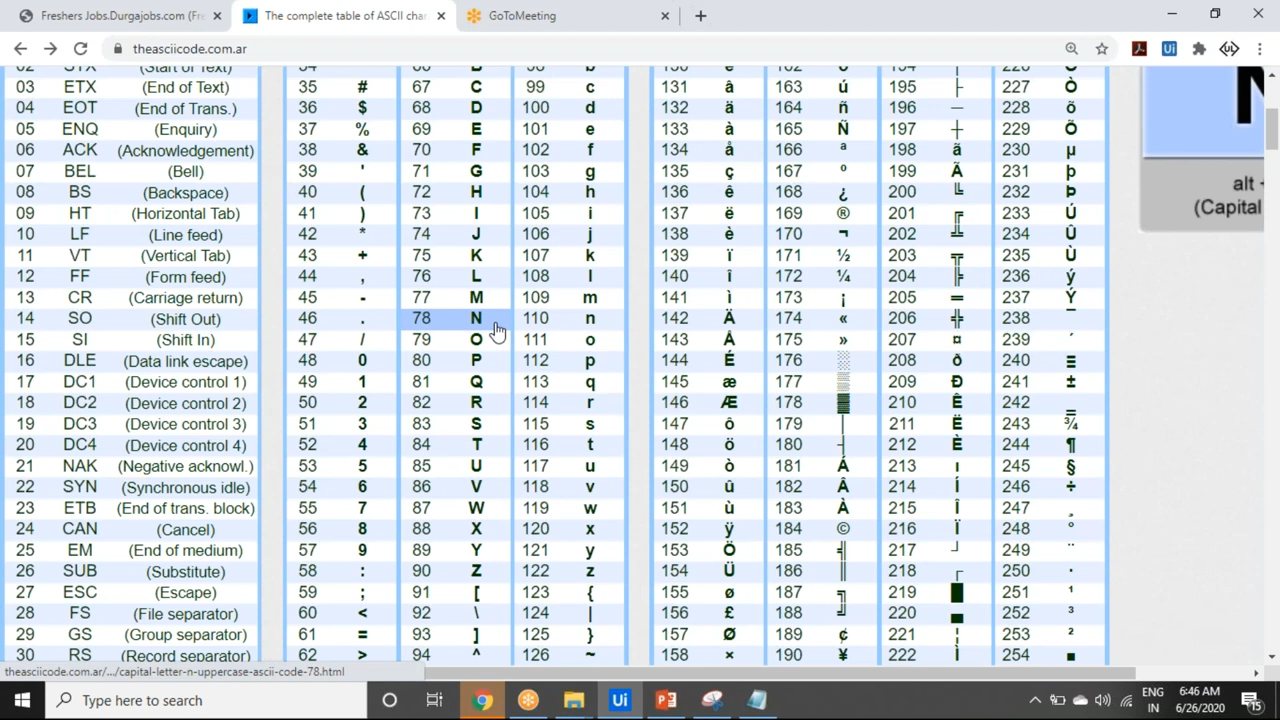 Freshers Jobs.Durgajobs.com (Fre
The complete table of ASCII char
GoToMeeting
theasciicode.com.ar
02 STX (Start of Text) 34 " 66 B 98 b 130 é 162 ó 194 ┬ 226 Ô
03 ETX (End of Text) 35 # 67 C 99 c 131 â 163 ú 195 ├ 227 Ò
04 EOT (End of Trans.) 36 $ 68 D 100 d 132 ä 164 ñ 196 ─ 228 õ
05 ENQ (Enquiry) 37 % 69 E 101 e 133 à 165 Ñ 197 ┼ 229 Õ
06 ACK (Acknowledgement) 38 & 70 F 102 f 134 å 166 ª 198 ã 230 µ
07 BEL (Bell) 39 ' 71 G 103 g 135 ç 167 º 199 Ã 231 þ
08 BS (Backspace) 40 ( 72 H 104 h 136 ê 168 ¿ 200 ╚ 232 Þ
09 HT (Horizontal Tab) 41 ) 73 I 105 i 137 ë 169 ® 201 ╔ 233 Ú
10 LF (Line feed) 42 * 74 J 106 j 138 è 170 ¬ 202 ╩ 234 Û
11 VT (Vertical Tab) 43 + 75 K 107 k 139 ï 171 ½ 203 ╦ 235 Ù
12 FF (Form feed) 44 , 76 L 108 l 140 î 172 ¼ 204 ╠ 236 ý
13 CR (Carriage return) 45 - 77 M 109 m 141 ì 173 ¡ 205 ═ 237 Ý
14 SO (Shift Out) 46 . 78 N 110 n 142 Ä 174 « 206 ╬ 238 ¯
15 SI (Shift In) 47 / 79 O 111 o 143 Å 175 » 207 ¤ 239 ´
16 DLE (Data link escape) 48 0 80 P 112 p 144 É 176 ░ 208 ð 240 ≡
17 DC1 (Device control 1) 49 1 81 Q 113 q 145 æ 177 ▒ 209 Ð 241 ±
18 DC2 (Device control 2) 50 2 82 R 114 r 146 Æ 178 ▓ 210 Ê 242 ‗
19 DC3 (Device control 3) 51 3 83 S 115 s 147 ô 179 │ 211 Ë 243 ¾
20 DC4 (Device control 4) 52 4 84 T 116 t 148 ö 180 ┤ 212 È 244 ¶
21 NAK (Negative acknowl.) 53 5 85 U 117 u 149 ò 181 Á 213 ı 245 §
22 SYN (Synchronous idle) 54 6 86 V 118 v 150 û 182 Â 214 Í 246 ÷
23 ETB (End of trans. block) 55 7 87 W 119 w 151 ù 183 À 215 Î 247 ¸
24 CAN (Cancel) 56 8 88 X 120 x 152 ÿ 184 © 216 Ï 248 °
25 EM (End of medium) 57 9 89 Y 121 y 153 Ö 185 ╣ 217 ┘ 249 ¨
26 SUB (Substitute) 58 : 90 Z 122 z 154 Ü 186 ║ 218 ┌ 250 ·
27 ESC (Escape) 59 ; 91 [ 123 { 155 ø 187 ╗ 219 █ 251 ¹
28 FS (File separator) 60 < 92 \ 124 | 156 £ 188 ╝ 220 ▄ 252 ³
29 GS (Group separator) 61 = 93 ] 125 } 157 Ø 189 ¢ 221 ¦ 253 ²
30 RS (Record separator) 62 > 94 ^ 126 ~ 158 × 190 ¥ 222 Ì 254 ■
N
alt +
(Capital
theasciicode.com.ar/.../capital-letter-n-uppercase-ascii-code-78.html
Type here to search
ENG
IN
6:46 AM
6/26/2020
15